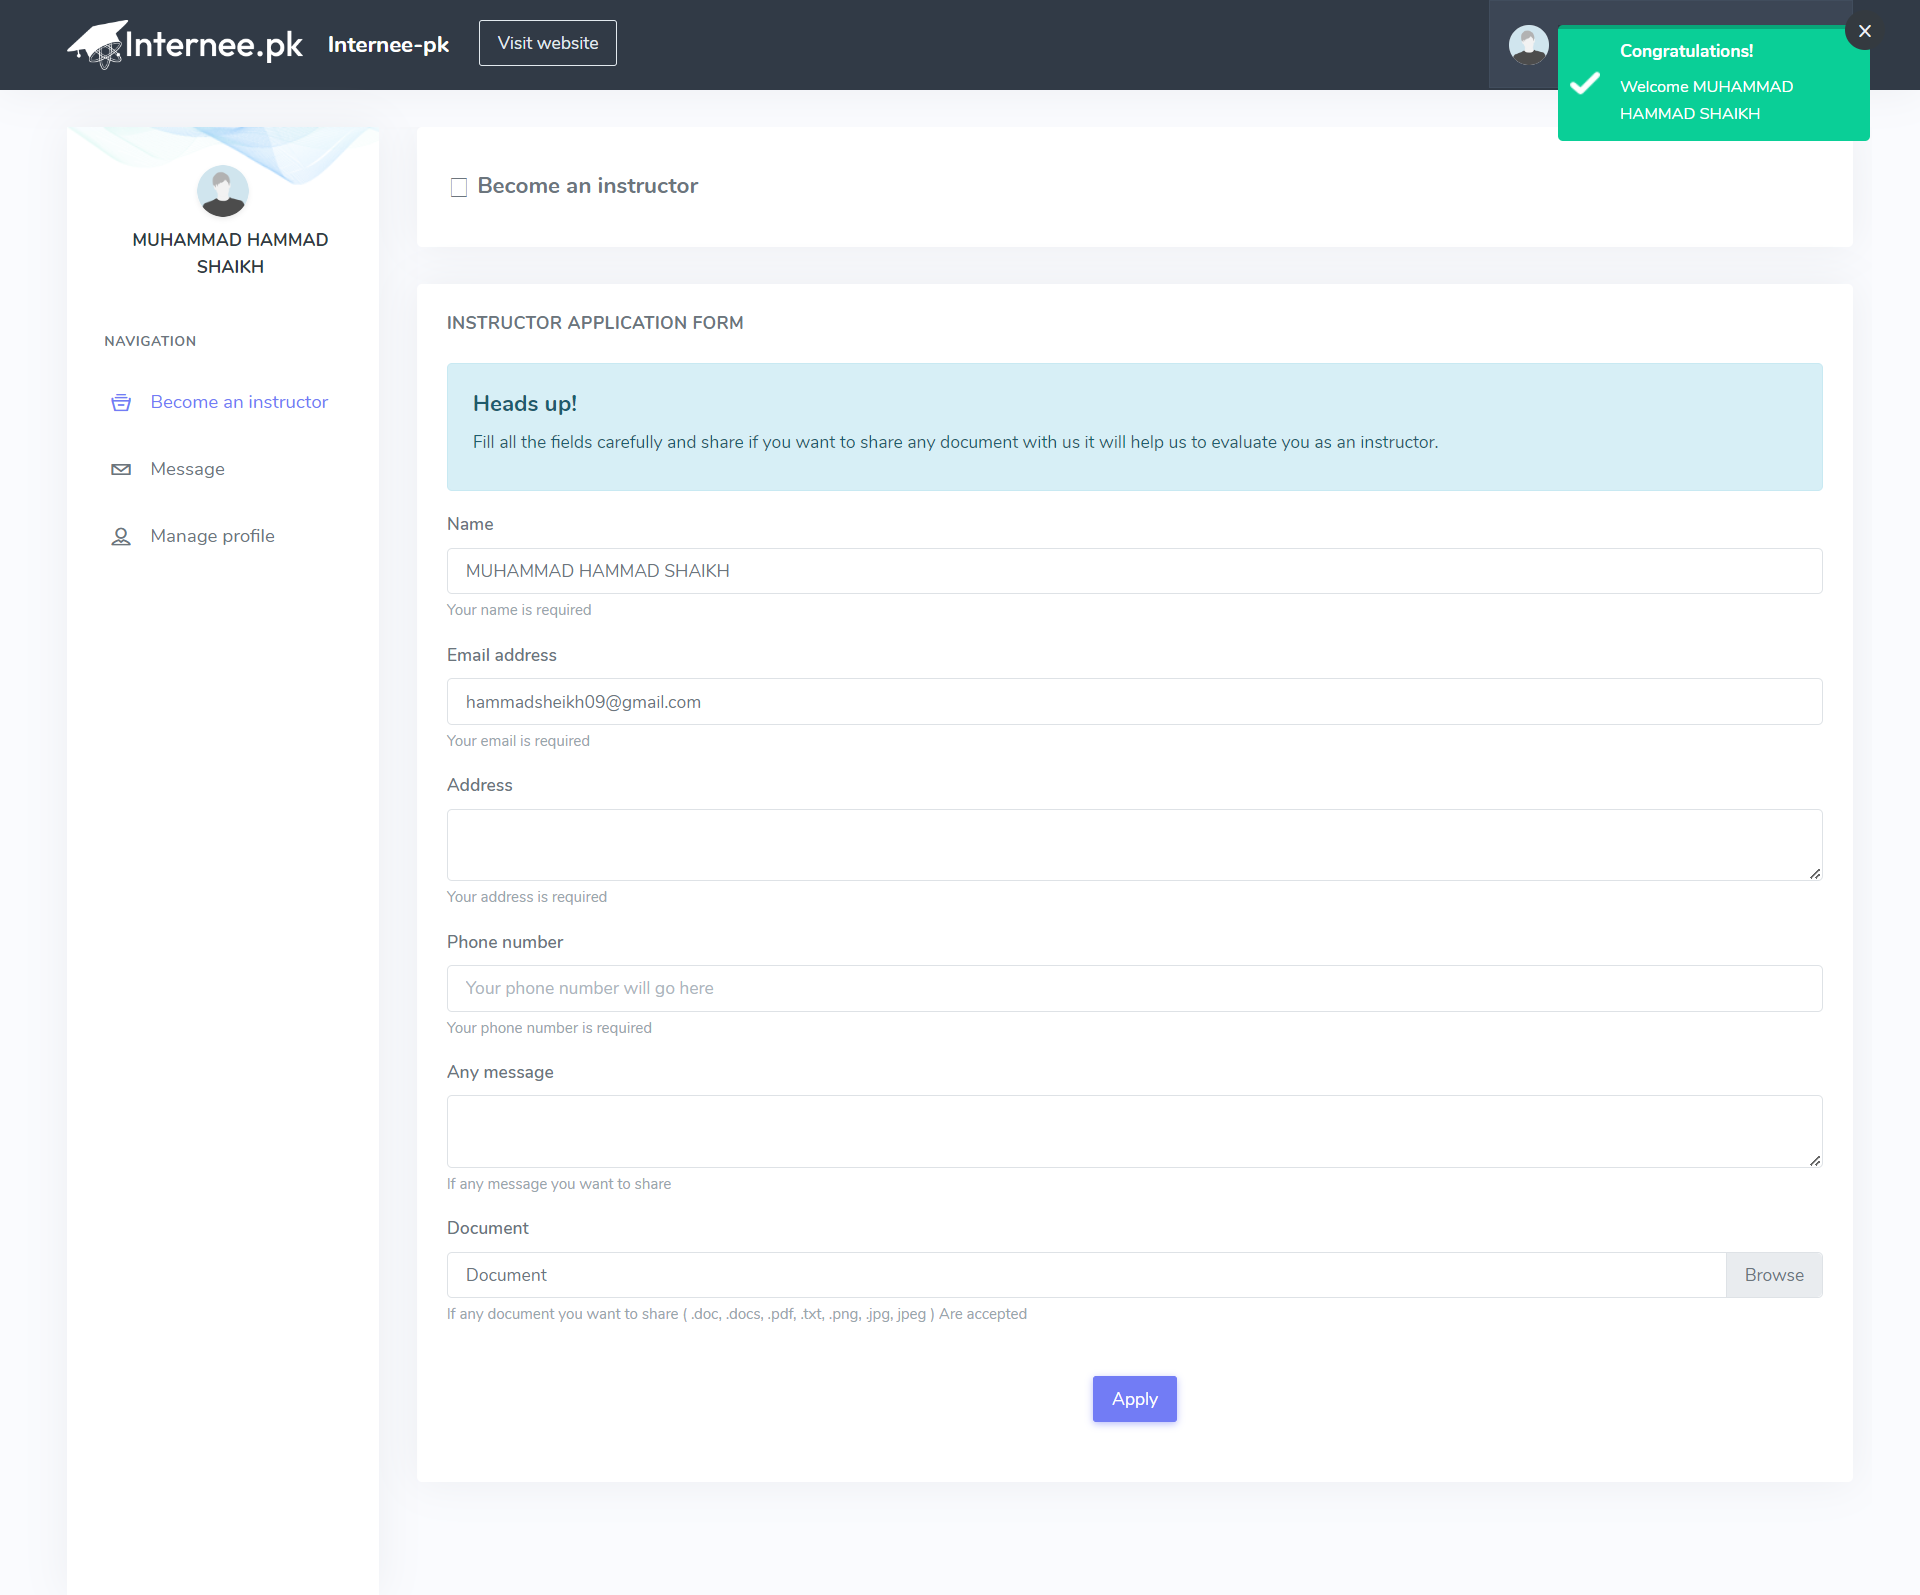 Internee.pk
Internee-pk
Visit website
Congratulations!
Welcome MUHAMMAD
HAMMAD SHAIKH
MUHAMMAD HAMMAD
SHAIKH
NAVIGATION
Become an instructor
Message
Manage profile
Become an instructor
INSTRUCTOR APPLICATION FORM
Heads up!
Fill all the fields carefully and share if you want to share any document with us it will help us to evaluate you as an instructor.
Name
MUHAMMAD HAMMAD SHAIKH
Your name is required
Email address
hammadsheikh09@gmail.com
Your email is required
Address
Your address is required
Phone number
Your phone number will go here
Your phone number is required
Any message
If any message you want to share
Document
Document
Browse
If any document you want to share ( .doc, .docs, .pdf, .txt, .png, .jpg, jpeg ) Are accepted
Apply